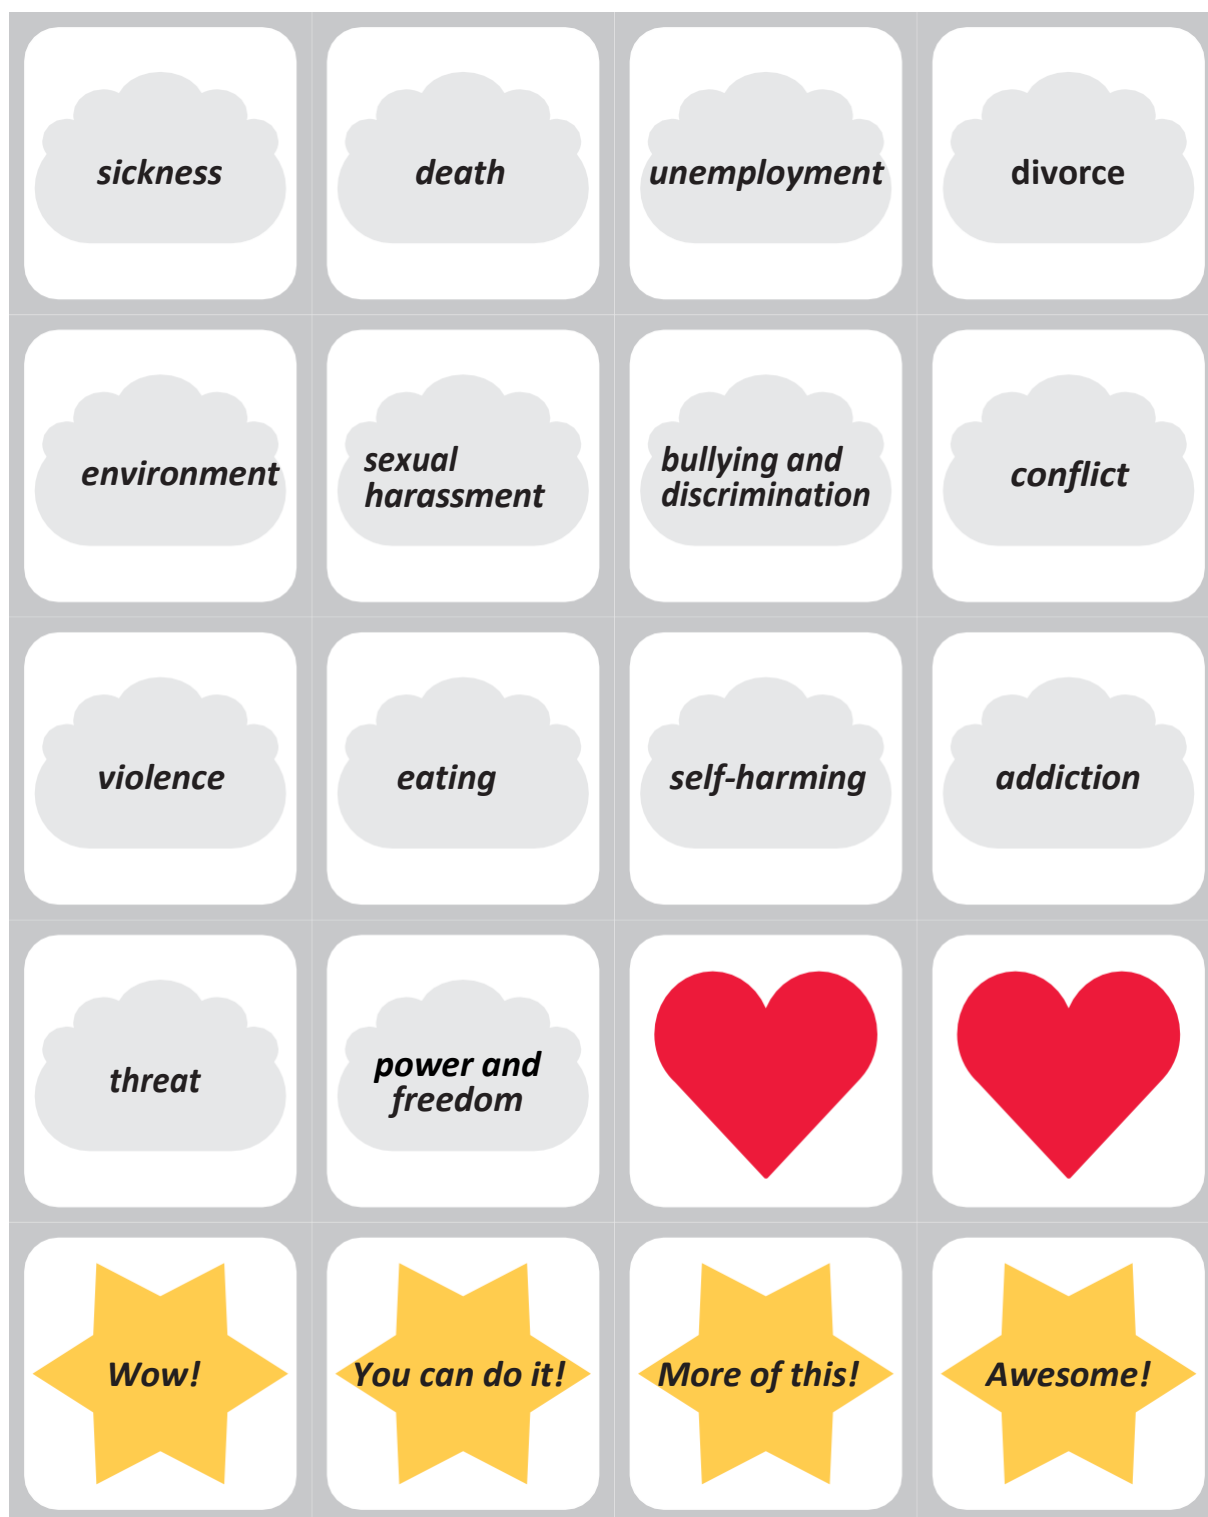 sickness
death
unemployment
divorce
environment
sexual
harassment
bullying and
discrimination
conflict
violence
eating
self-harming
addiction
threat
power and
freedom
Wow!
You can do it!
More of this!
Awesome!